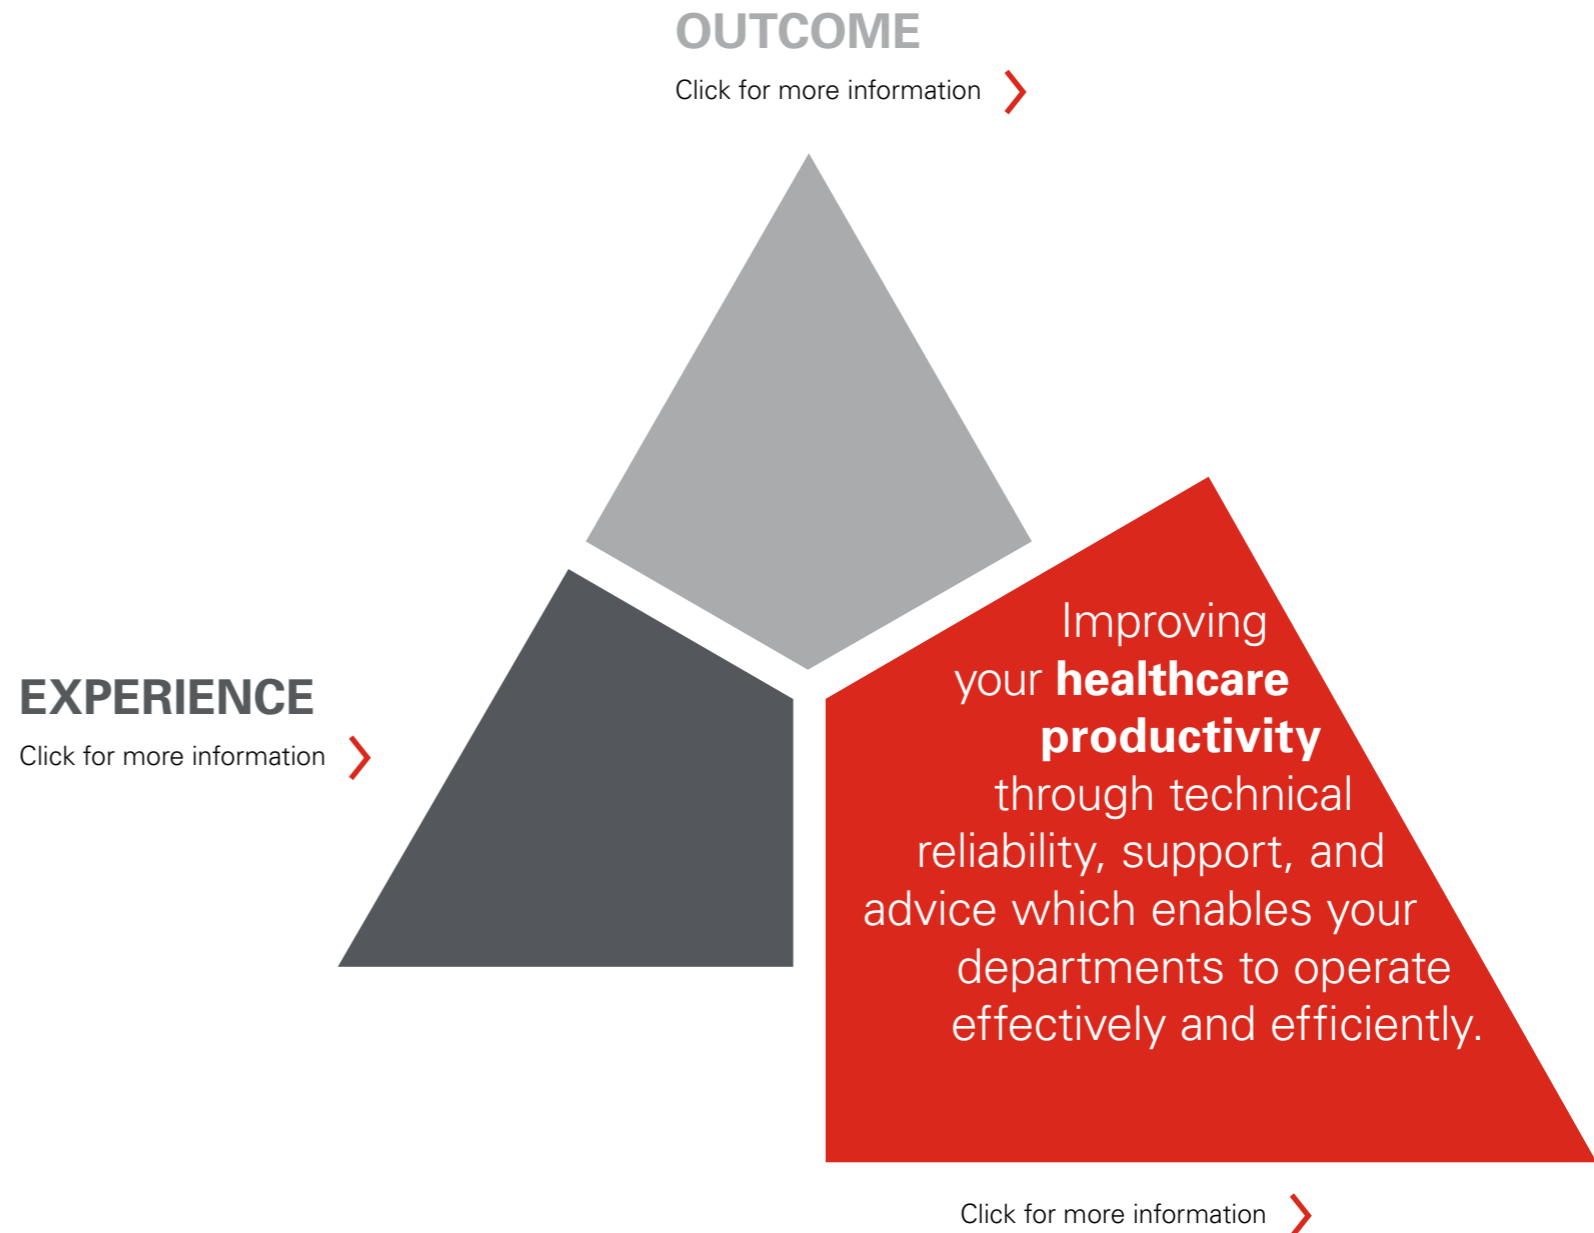 OUTCOME
Click for more information
EXPERIENCE
Click for more information
Improving
your healthcare
productivity
through technical
reliability, support, and
advice which enables your
departments to operate
effectively and efficiently.
Click for more information